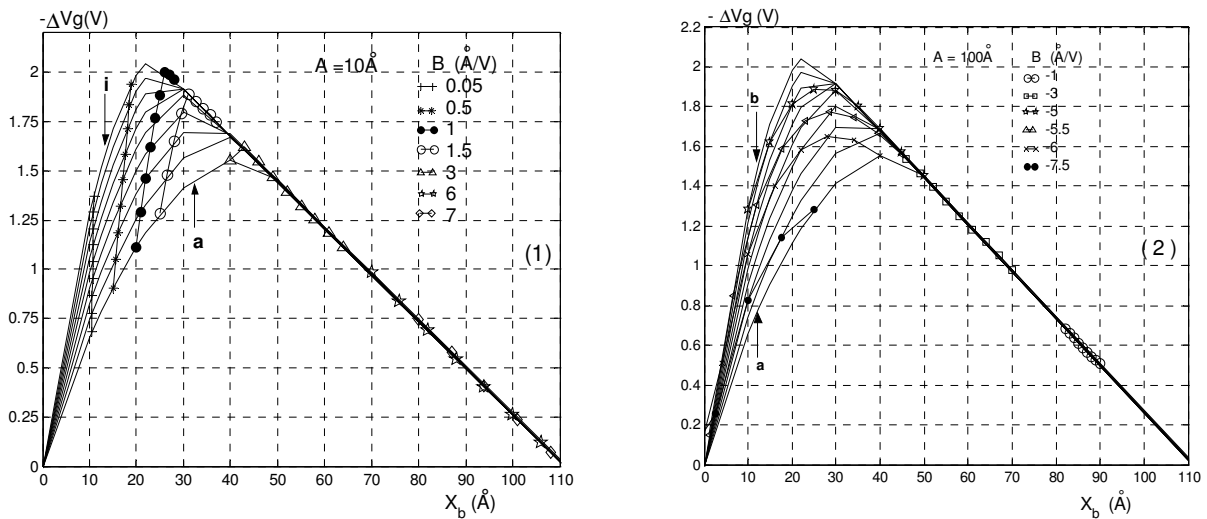 -ΔVg(V)
2
1.75
1.5
1.25
1
0.75
0.5
0.25
0
0 10 20 30 40 50 60 70 80 90 100 110
X_b (Å)
A = 10Å
B (Å/V)
0.05
0.5
1
1.5
3
6
7
i
a
(1)
- ΔVg (V)
2.2
2
1.8
1.6
1.4
1.2
1
0.8
0.6
0.4
0.2
0
0 10 20 30 40 50 60 70 80 90 100 110
X_b (Å)
A = 100Å
B (Å/V)
-1
-3
-5
-5.5
-6
-7.5
b
a
( 2 )